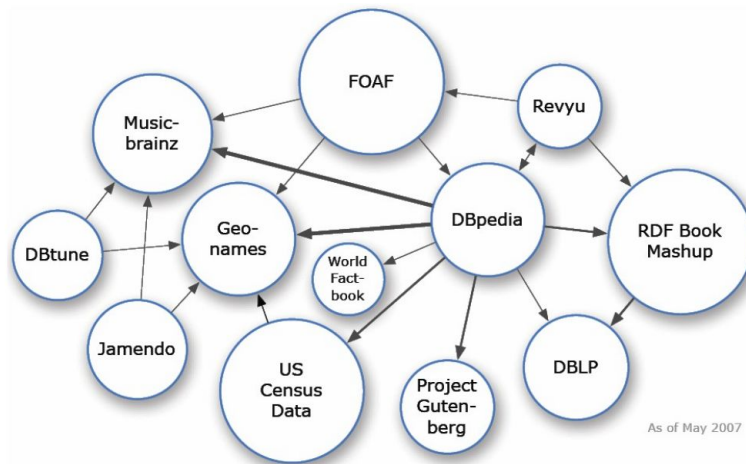 FOAF
Music-
brainz
Revyu
DBpedia
Geo-
names
RDF Book
Mashup
DBtune
World
Fact-
book
Jamendo
US
Census
Data
Project
Guten-
berg
DBLP
As of May 2007